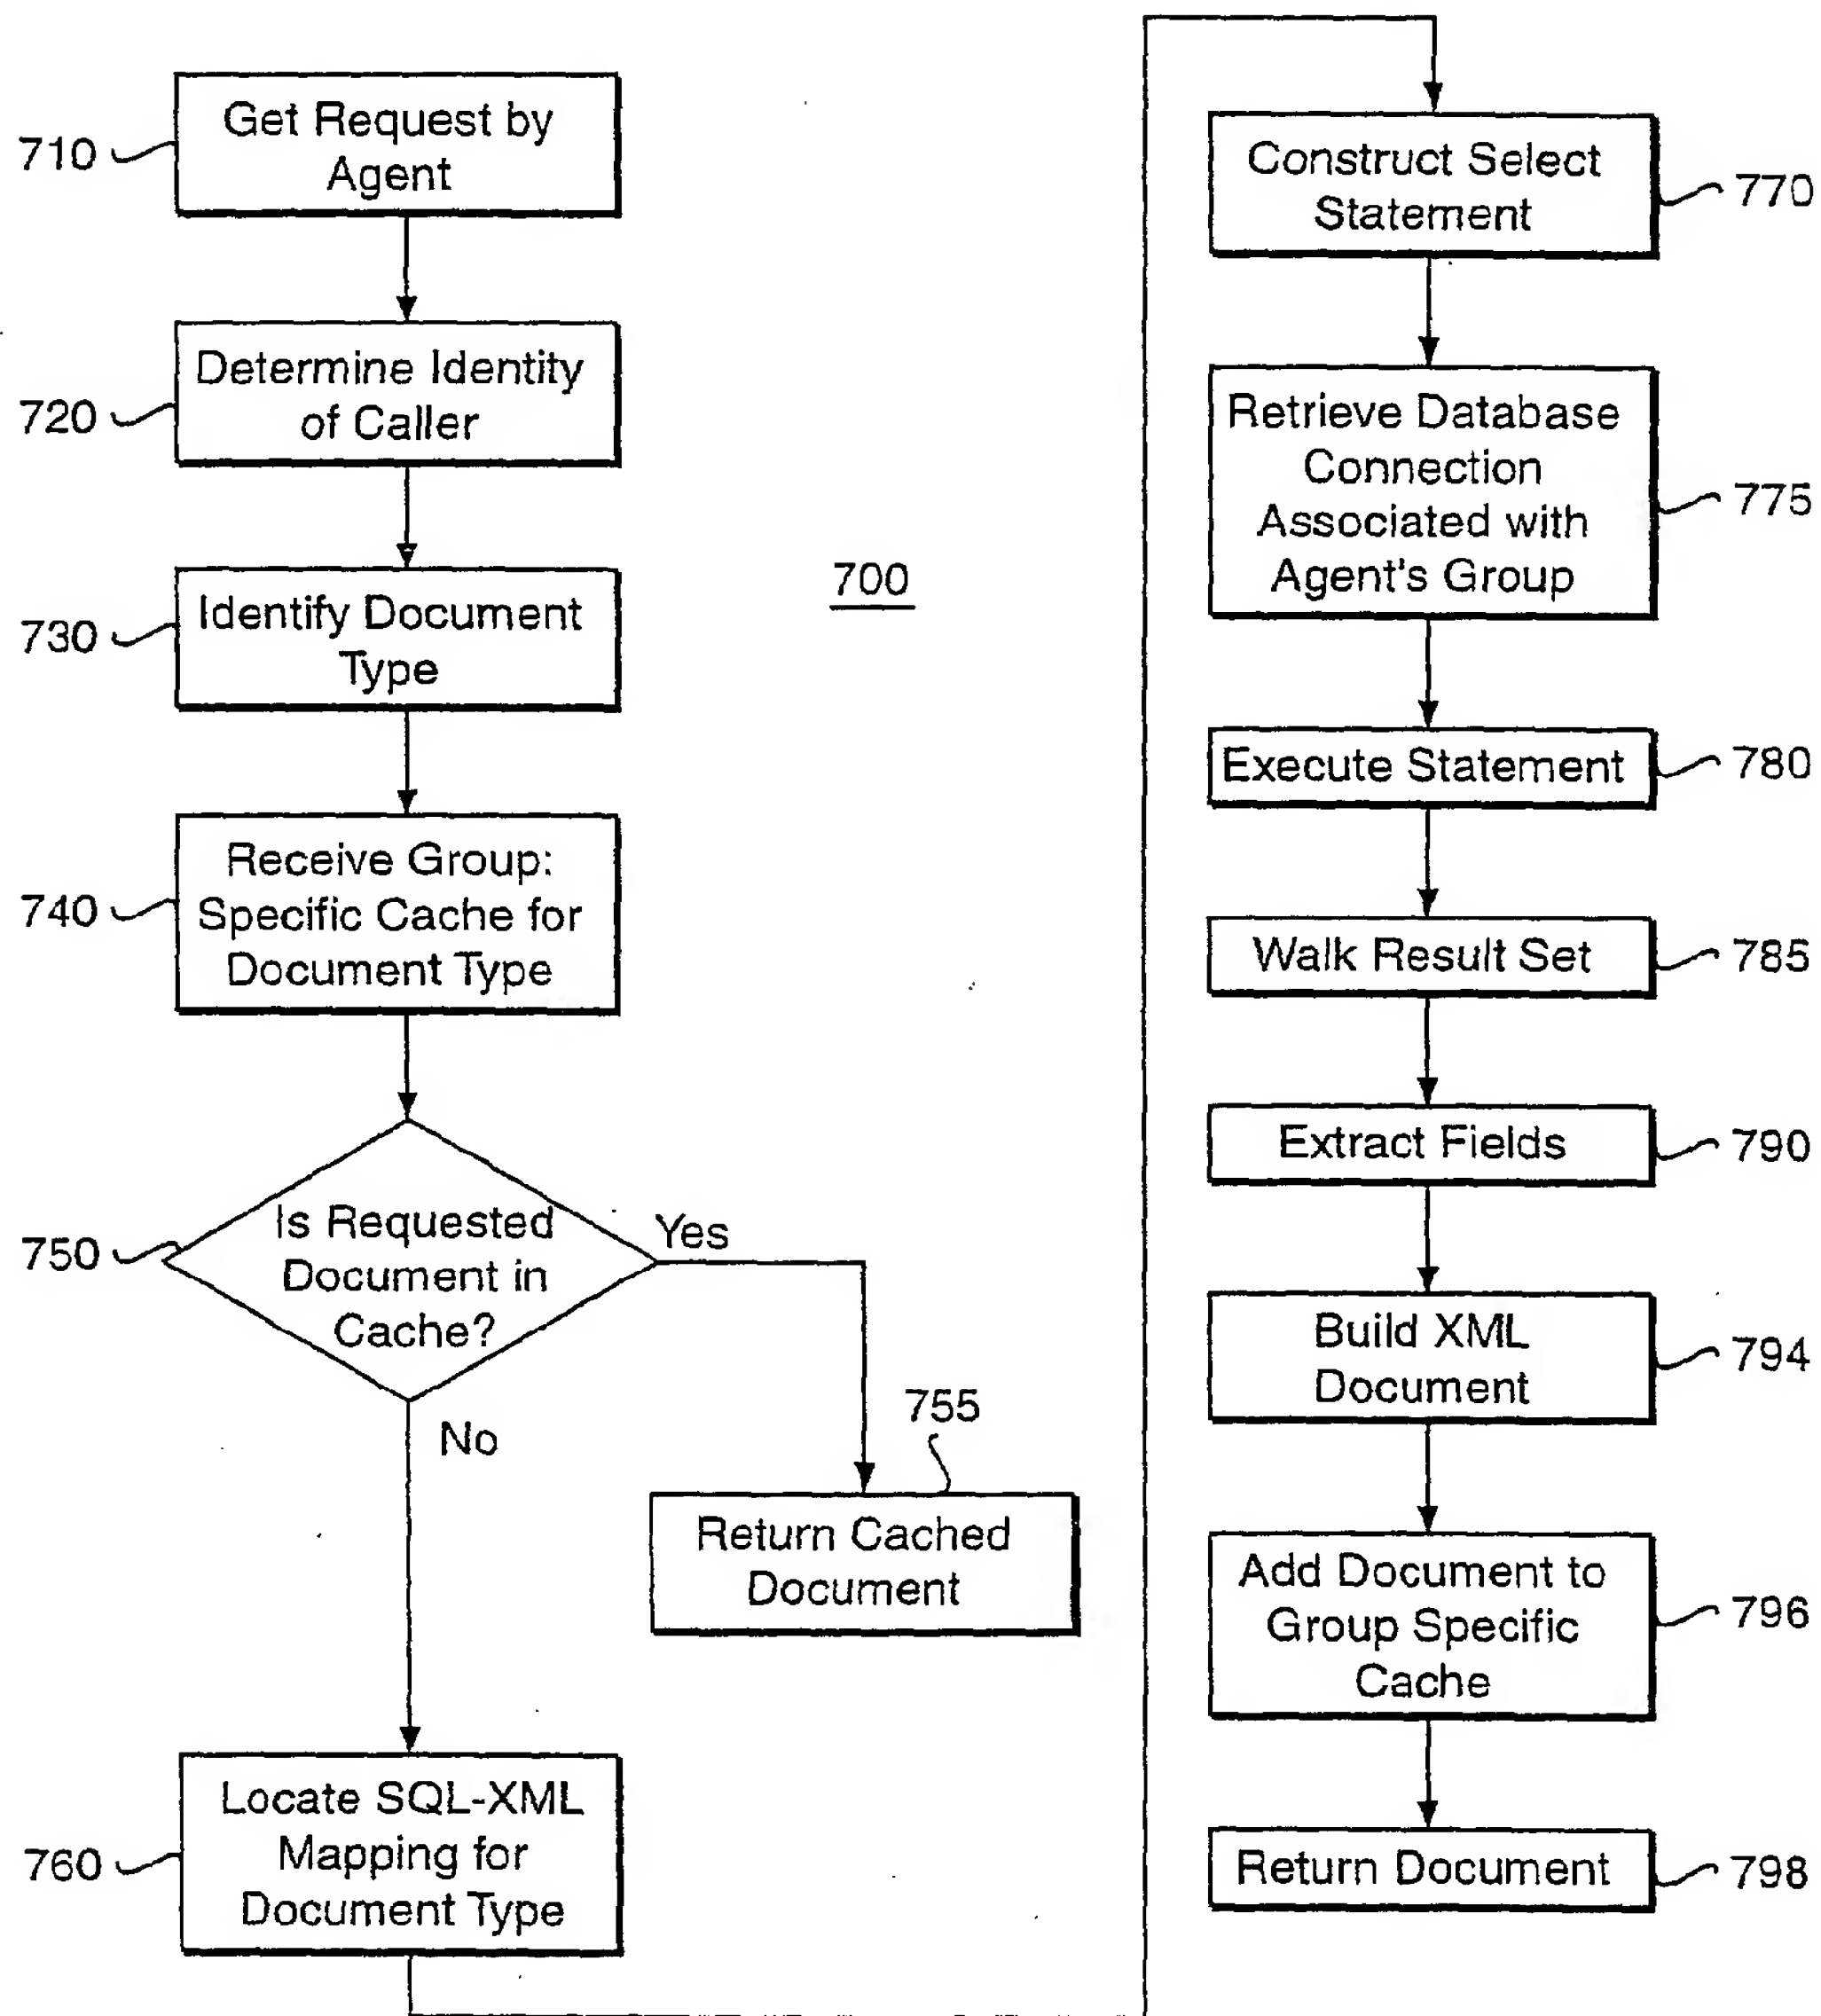 710
Get Request by
Agent
720
Determine Identity
of Caller
730
Identify Document
Type
740
Receive Group:
Specific Cache for
Document Type
750
Is Requested
Document in
Cache?
Yes
No
755
Return Cached
Document
760
Locate SQL-XML
Mapping for
Document Type
700
Construct Select
Statement
770
Retrieve Database
Connection
Associated with
Agent's Group
775
Execute Statement
780
Walk Result Set
785
Extract Fields
790
Build XML
Document
794
Add Document to
Group Specific
Cache
796
Return Document
798